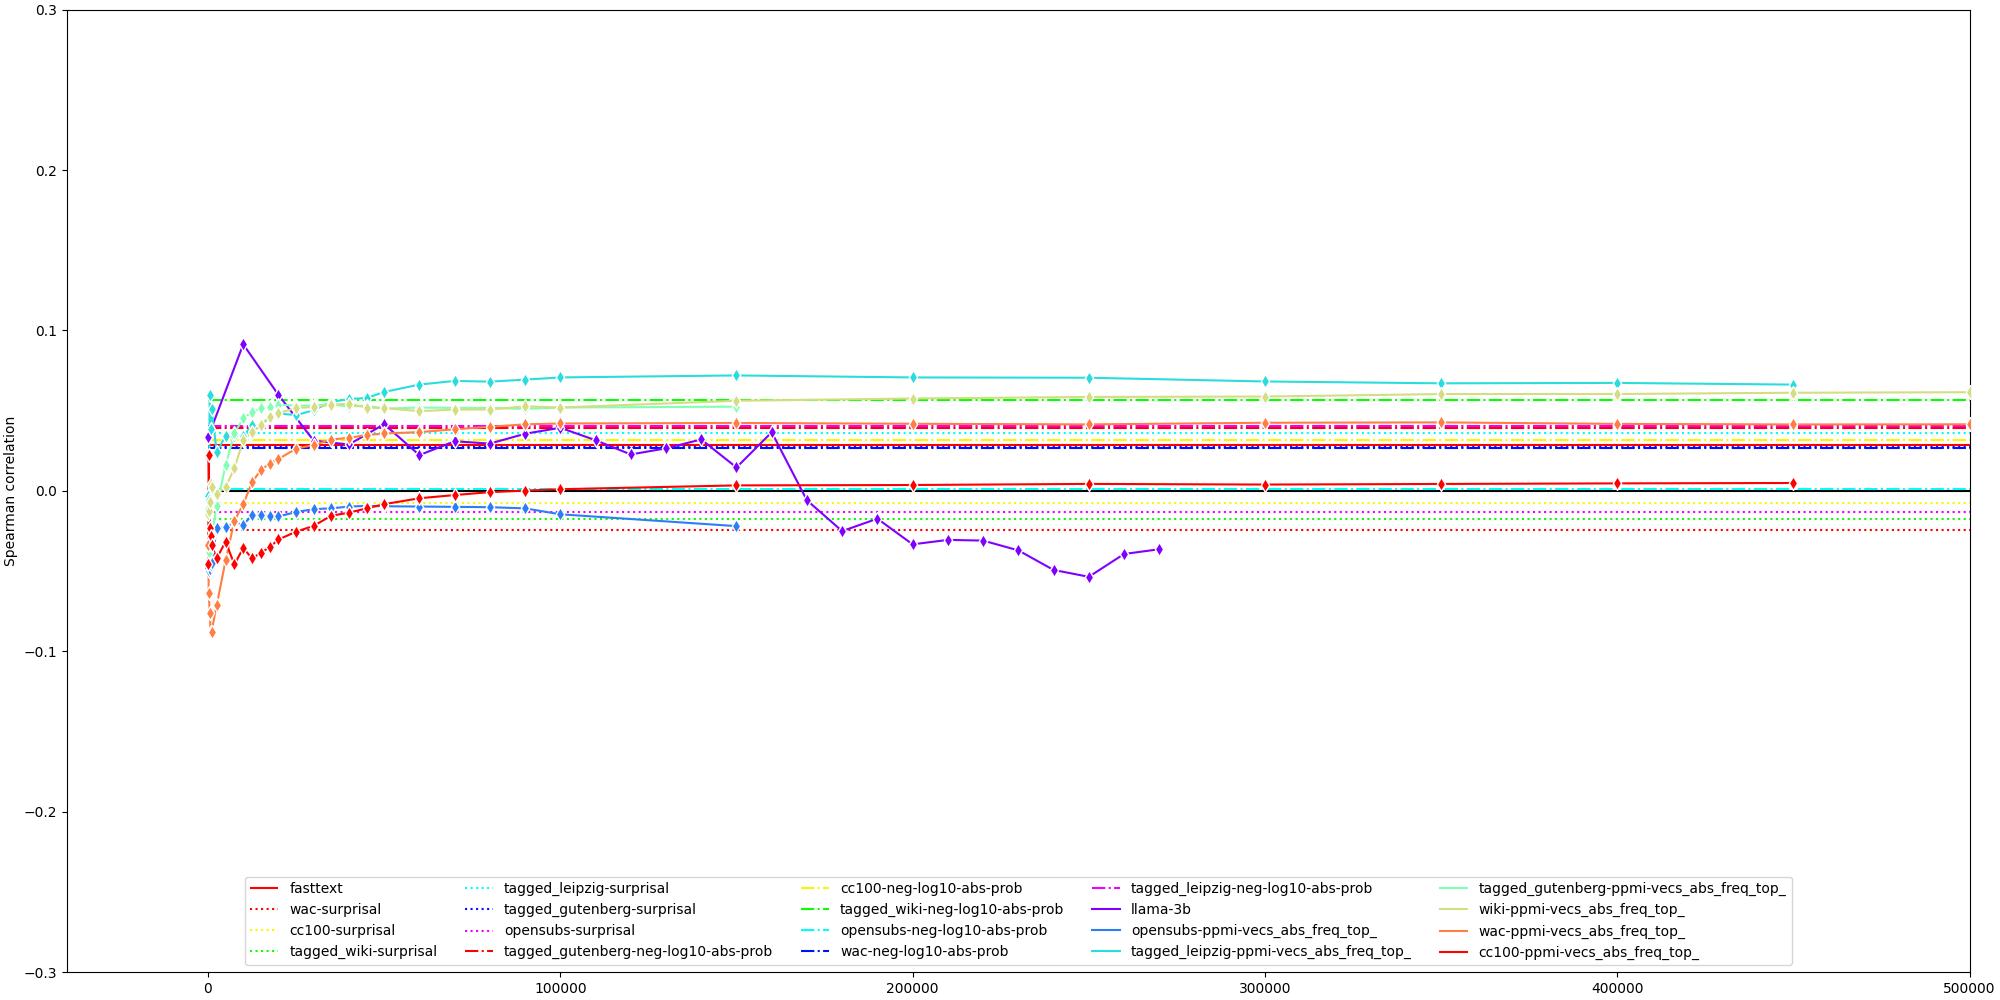 0.3
0.2
0.1
0.0
−0.1
−0.2
−0.3
Spearman correlation
fasttext
wac-surprisal
cc100-surprisal
tagged_wiki-surprisal
tagged_leipzig-surprisal
tagged_gutenberg-surprisal
opensubs-surprisal
tagged_gutenberg-neg-log10-abs-prob
cc100-neg-log10-abs-prob
tagged_wiki-neg-log10-abs-prob
opensubs-neg-log10-abs-prob
wac-neg-log10-abs-prob
tagged_leipzig-neg-log10-abs-prob
llama-3b
opensubs-ppmi-vecs_abs_freq_top_
tagged_leipzig-ppmi-vecs_abs_freq_top_
tagged_gutenberg-ppmi-vecs_abs_freq_top_
wiki-ppmi-vecs_abs_freq_top_
wac-ppmi-vecs_abs_freq_top_
cc100-ppmi-vecs_abs_freq_top_
0
100000
200000
300000
400000
500000